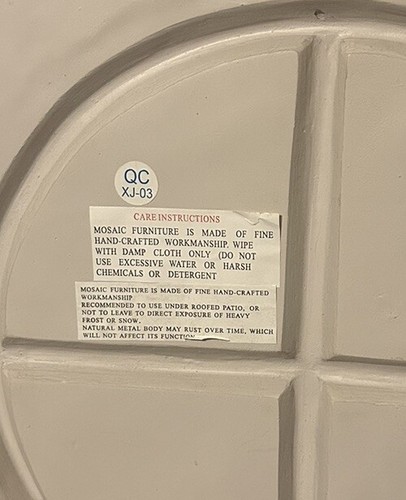 QC
XJ-03
CARE INSTRUCTIONS
MOSAIC FURNITURE IS MADE OF FINE
HAND-CRAFTED WORKMANSHIP. WIPE
WITH DAMP CLOTH ONLY (DO NOT
USE EXCESSIVE WATER OR HARSH
CHEMICALS OR DETERGENT
MOSAIC FURNITURE IS MADE OF FINE HAND-CRAFTED
WORKMANSHIP
RECOMMENDED TO USE UNDER ROOFED PATIO, OR
NOT TO LEAVE TO DIRECT EXPOSURE OF HEAVY
FROST OR SNOW.
NATURAL METAL BODY MAY RUST OVER TIME, WHICH
WILL NOT AFFECT ITS FUNCTION